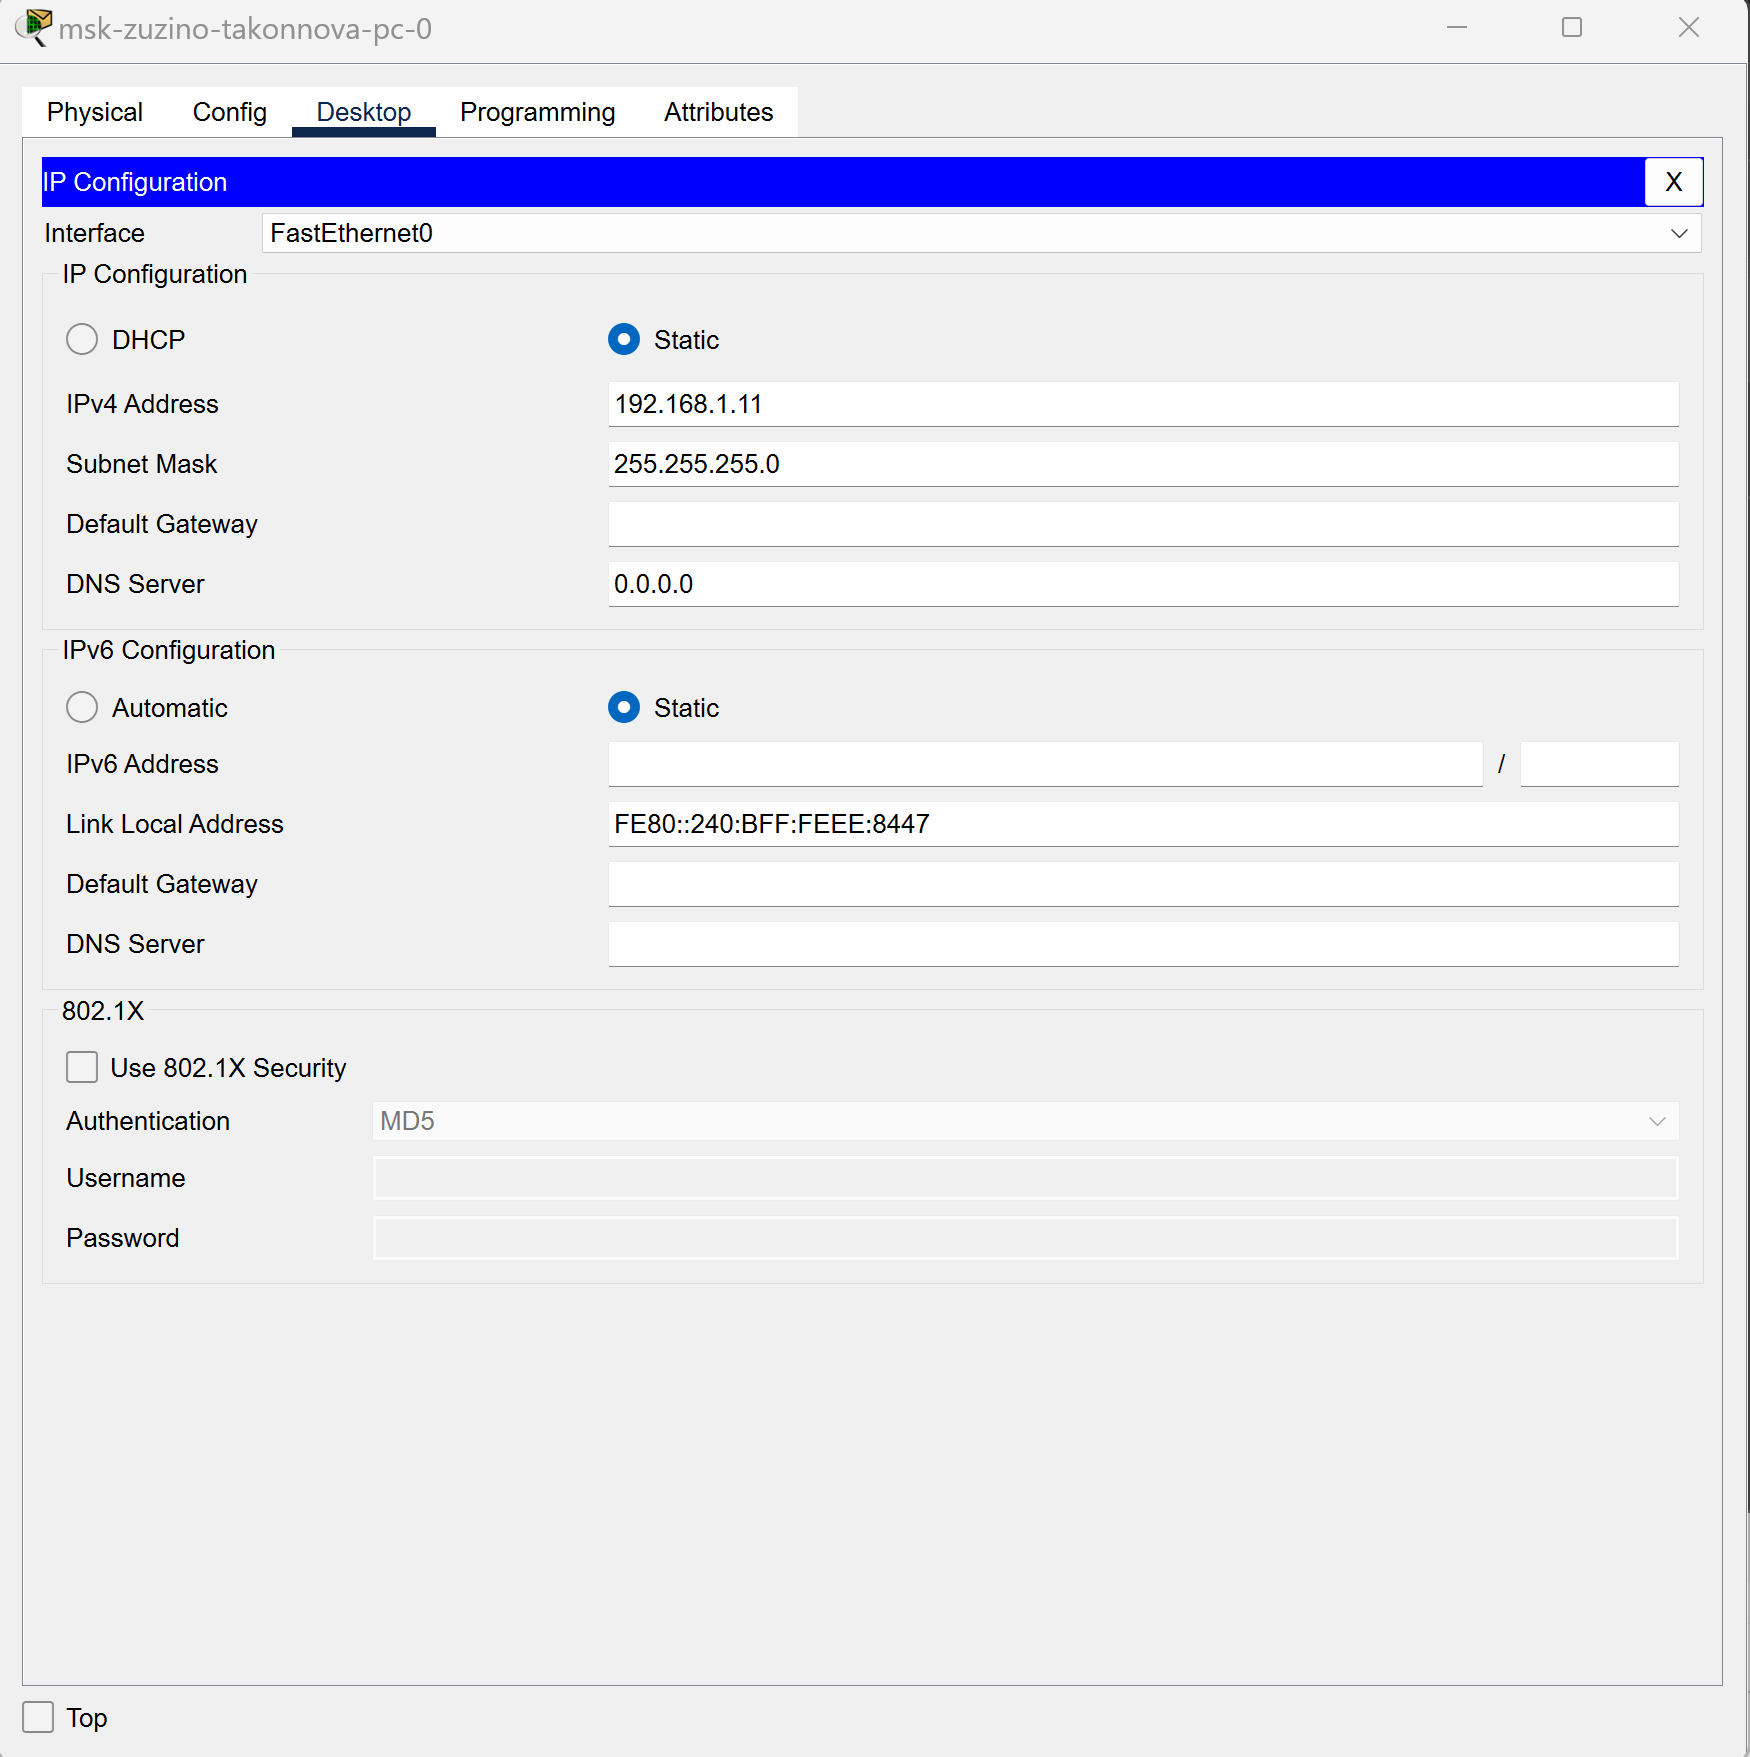 msk-zuzino-takonnova-pc-0
Physical Config Desktop Programming Attributes
IP Configuration X
Interface FastEthernet0
IP Configuration
DHCP Static
IPv4 Address 192.168.1.11
Subnet Mask 255.255.255.0
Default Gateway
DNS Server 0.0.0.0
IPv6 Configuration
Automatic Static
IPv6 Address /
Link Local Address FE80::240:BFF:FEEE:8447
Default Gateway
DNS Server
802.1X
Use 802.1X Security
Authentication MD5
Username
Password
Top